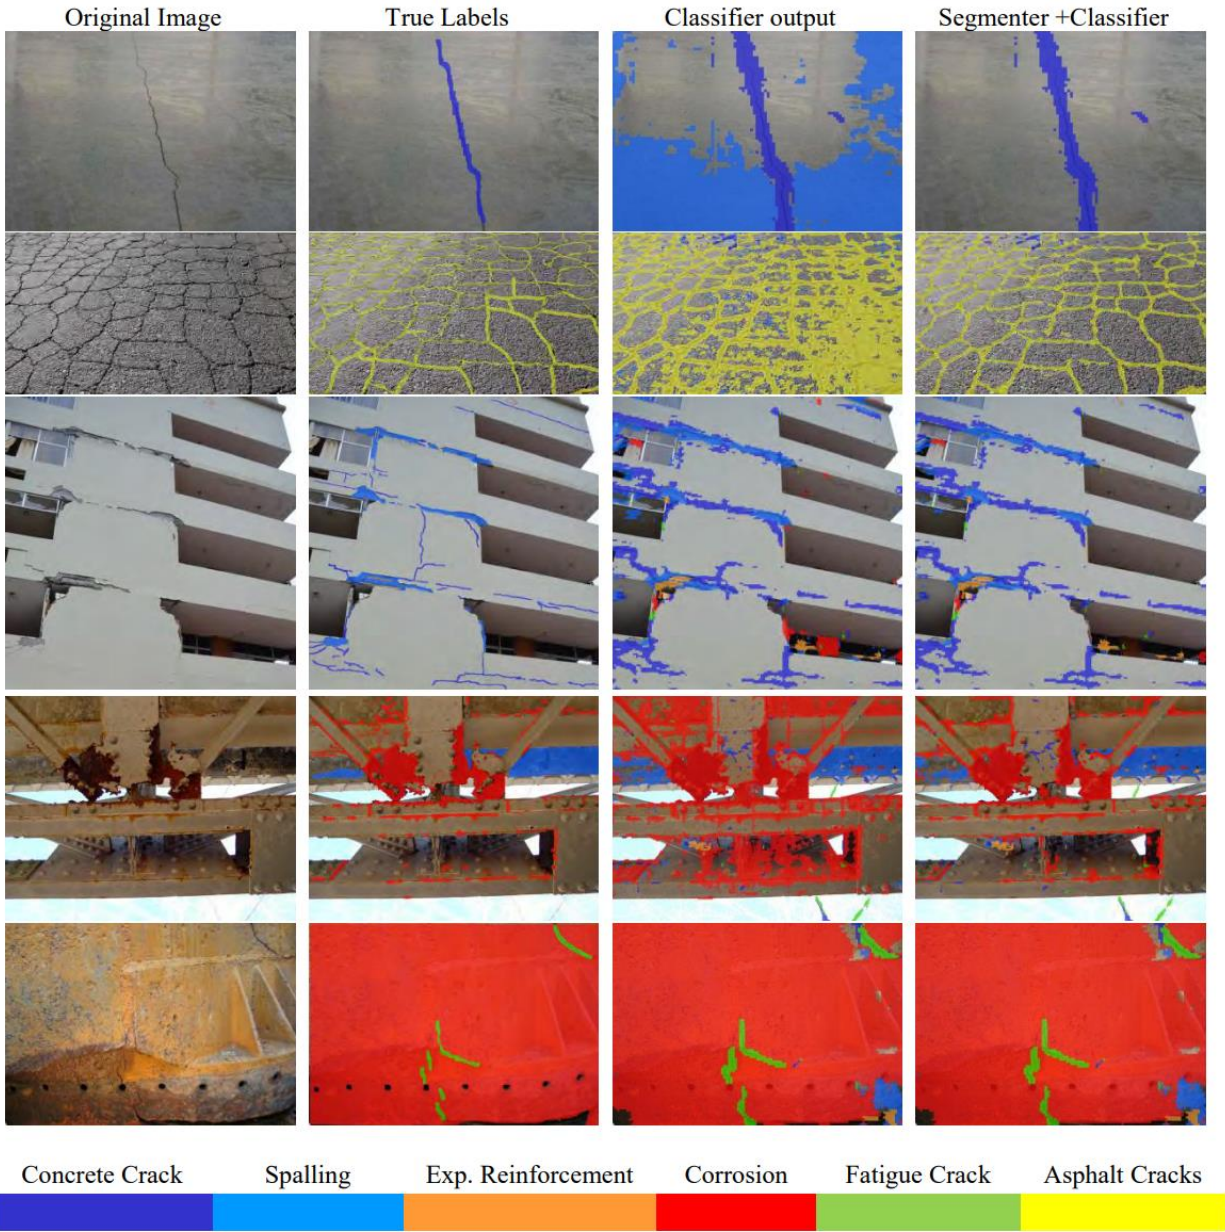 Original Image
True Labels
Classifier output
Segmenter +Classifier
Concrete Crack
Spalling
Exp. Reinforcement
Corrosion
Fatigue Crack
Asphalt Cracks